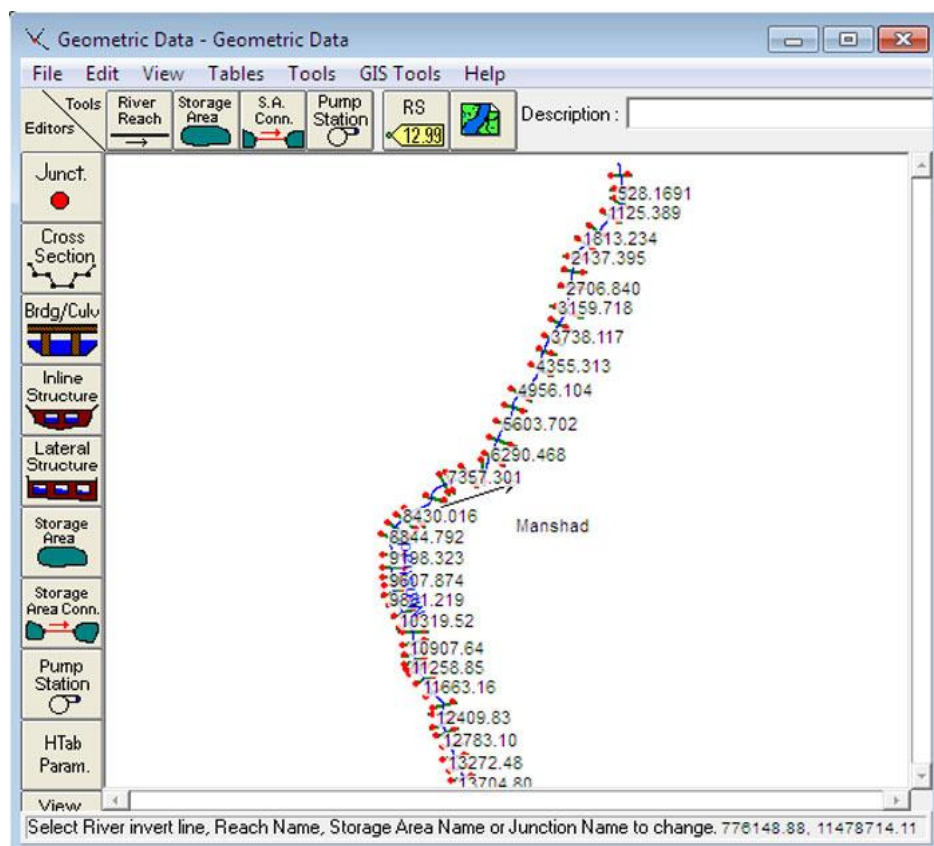 Geometric Data - Geometric Data
File Edit View Tables Tools GIS Tools Help
Tools
Editors
River Reach
Storage Area
S.A. Conn.
Pump Station
RS
12.99
Description :
Junct.
Cross Section
Brdg/Culv
Inline Structure
Lateral Structure
Storage Area
Storage Area Conn.
Pump Station
HTab Param.
View
528.1691
1125.389
1813.234
2137.395
2706.840
3159.718
3738.117
4355.313
4956.104
5603.702
6290.468
7357.301
8430.016
Manshad
8844.792
9198.323
9607.874
9821.219
10319.52
10907.64
11258.85
11663.16
12409.83
12783.10
13272.48
13704.80
Select River invert line, Reach Name, Storage Area Name or Junction Name to change. 776148.88, 11478714.11